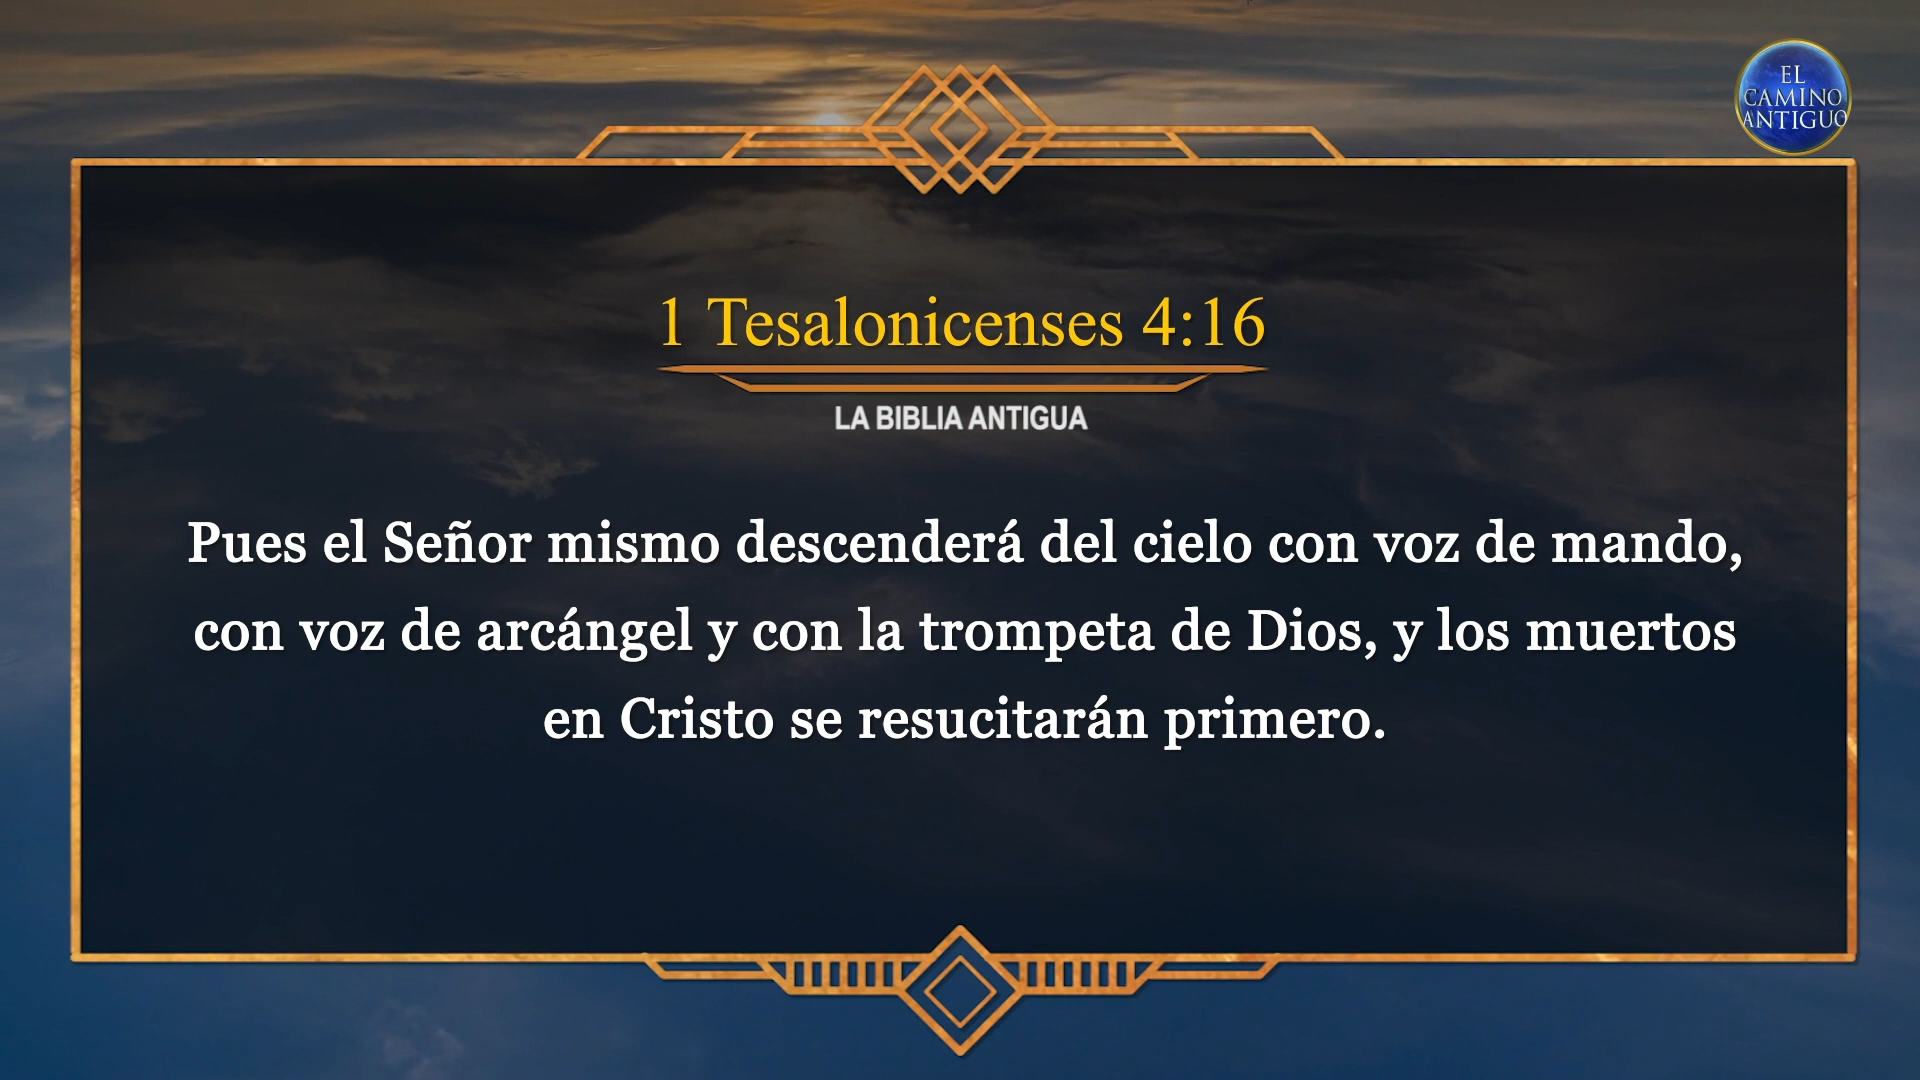 EL
CAMINO
ANTIGUO
1 Tesalonicenses 4:16
LA BIBLIA ANTIGUA
Pues el Señor mismo descenderá del cielo con voz de mando,
con voz de arcángel y con la trompeta de Dios, y los muertos
en Cristo se resucitarán primero.